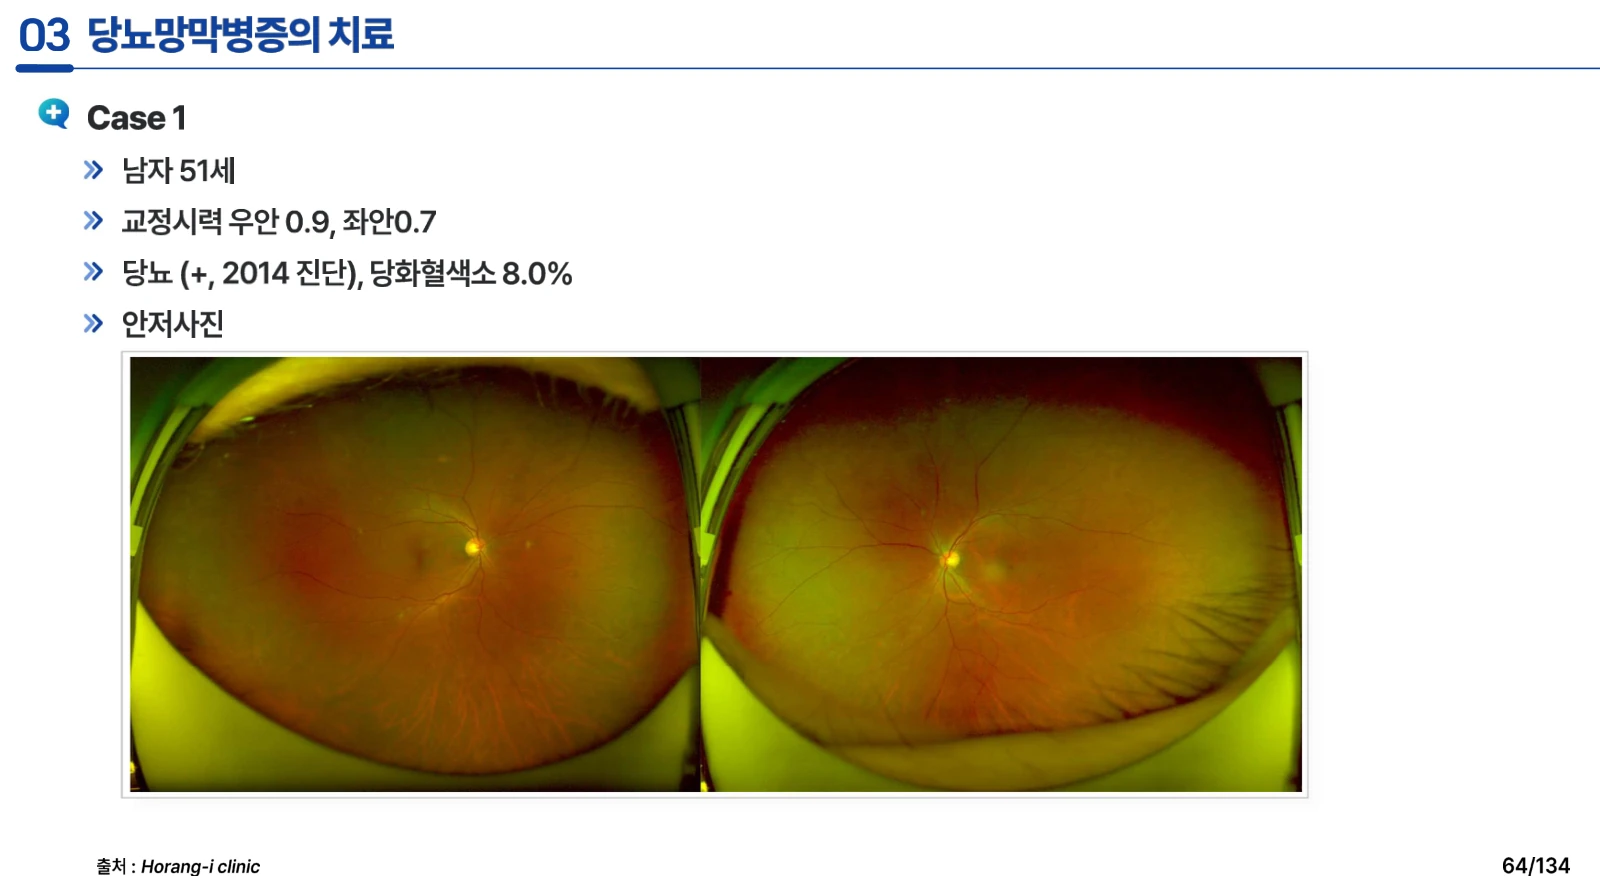 03 당뇨망막병증의 치료
Case 1
남자 51세
교정시력 우안 0.9, 좌안0.7
당뇨 (+, 2014 진단), 당화혈색소 8.0%
안저사진
출처 : Horang-i clinic
64/134